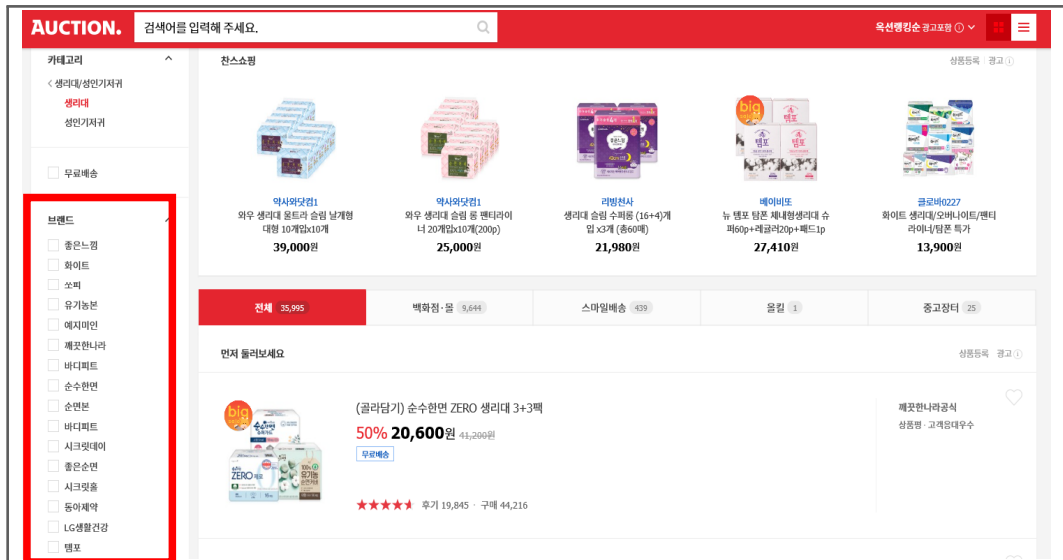 AUCTION.
검색어를 입력해 주세요.
옥션랭킹순 광고포함
카테고리
< 생리대/성인기저귀
생리대
성인기저귀
무료배송
브랜드
좋은느낌
화이트
쏘피
유기농본
예지미인
깨끗한나라
바디피트
순수한면
순면본
바디피트
시크릿데이
좋은순면
시크릿홀
동아제약
LG생활건강
템포
찬스쇼핑
상품등록 광고
약사와닷컴1
와우 생리대 울트라 슬림 날개형
대형 10개입x10개
39,000원
약사와닷컴1
와우 생리대 슬림 롱 팬티라이
너 20개입x10개(200p)
25,000원
리빙천사
생리대 슬림 수퍼롱 (16+4)개
입 x3개 (총60매)
21,980원
big
템포
템포
베이비또
뉴 템포 탐폰 체내형생리대 슈
퍼60p+레귤러20p+패드1p
27,410원
글로바0227
화이트 생리대/오버나이트/팬티
라이너/탐폰 특가
13,900원
전체 35,995
백화점·몰 9,644
스마일배송 439
올킬 1
중고장터 25
먼저 둘러보세요
상품등록 광고
big
순수한면
ZERO
100%
유기농
(골라담기) 순수한면 ZERO 생리대 3+3팩
50% 20,600원 41,200원
무료배송
후기 19,845 · 구매 44,216
깨끗한나라공식
상품평 · 고객응대우수